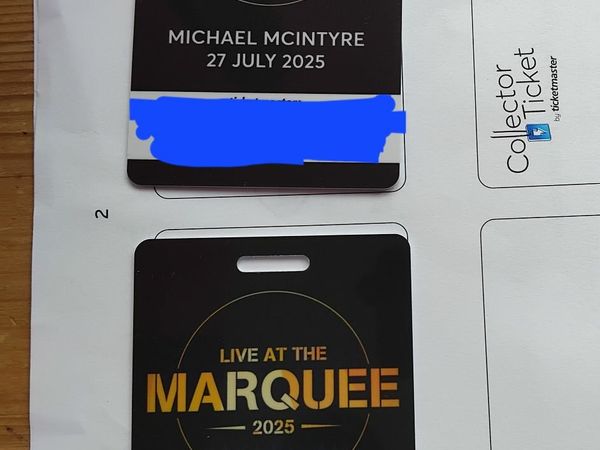 MICHAEL MCINTYRE
27 JULY 2025
Collector
Ticket
by ticketmaster
2
LIVE AT THE
MARQUEE
2025